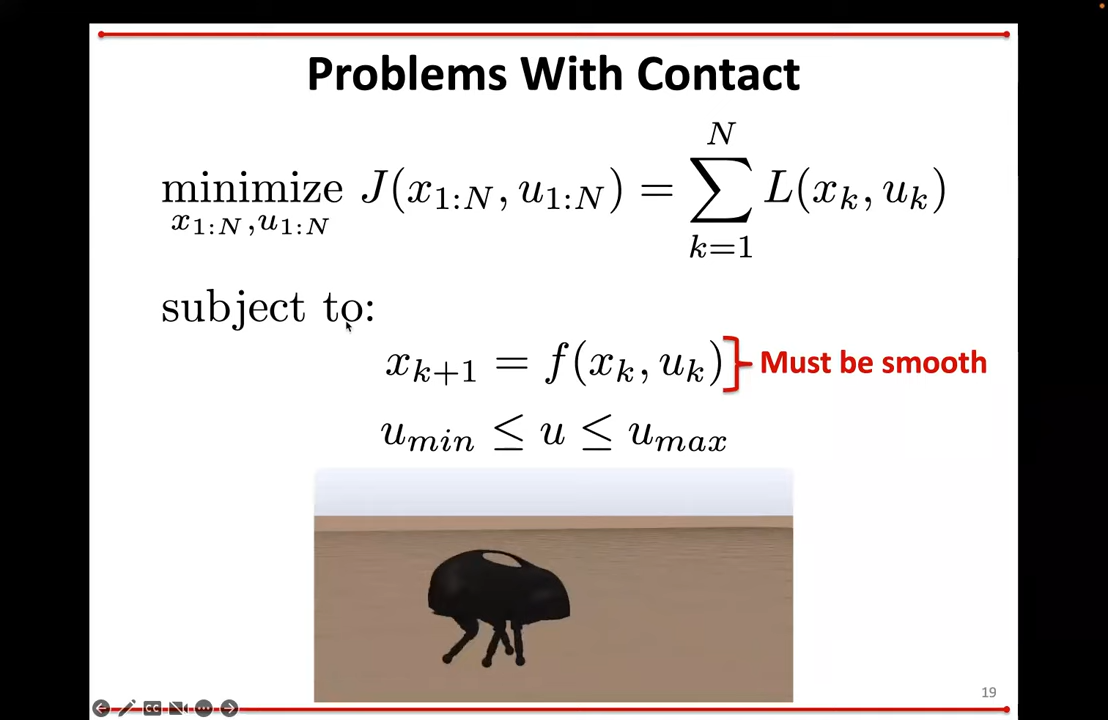 Problems With Contact
minimize J(x_{1:N}, u_{1:N}) = \sum_{k=1}^{N} L(x_k, u_k)
x_{1:N}, u_{1:N}
subject to:
x_{k+1} = f(x_k, u_k) Must be smooth
u_{min} ≤ u ≤ u_{max}
19
CC